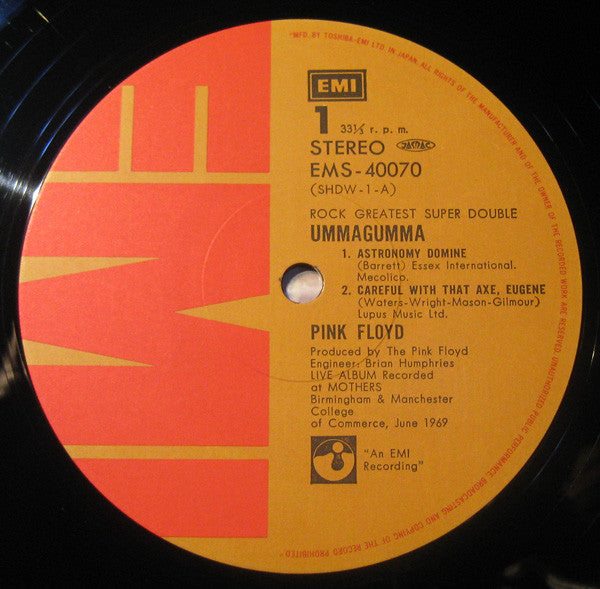 "MFD. BY TOSHIBA-EMI LTD. IN JAPAN. ALL RIGHTS OF THE MANUFACTURER AND OF THE OWNER OF THE RECORDED WORK ARE RESERVED. UNAUTHORIZED PUBLIC PERFORMANCE, BROADCASTING AND COPYING OF THE RECORD PROHIBITED"
EMI
EMI
1 33⅓ r. p. m.
STEREO JASRAC
EMS-40070
(SHDW-1-A)
ROCK GREATEST SUPER DOUBLE
UMMAGUMMA
1. ASTRONOMY DOMINE
(Barrett) Essex International.
Mecolico.
2. CAREFUL WITH THAT AXE, EUGENE
(Waters-Wright-Mason-Gilmour)
Lupus Music Ltd.
PINK FLOYD
Produced by The Pink Floyd
Engineer: Brian Humphries
LIVE ALBUM Recorded
at MOTHERS
Birmingham & Manchester
College
of Commerce, June 1969
"An EMI
Recording"